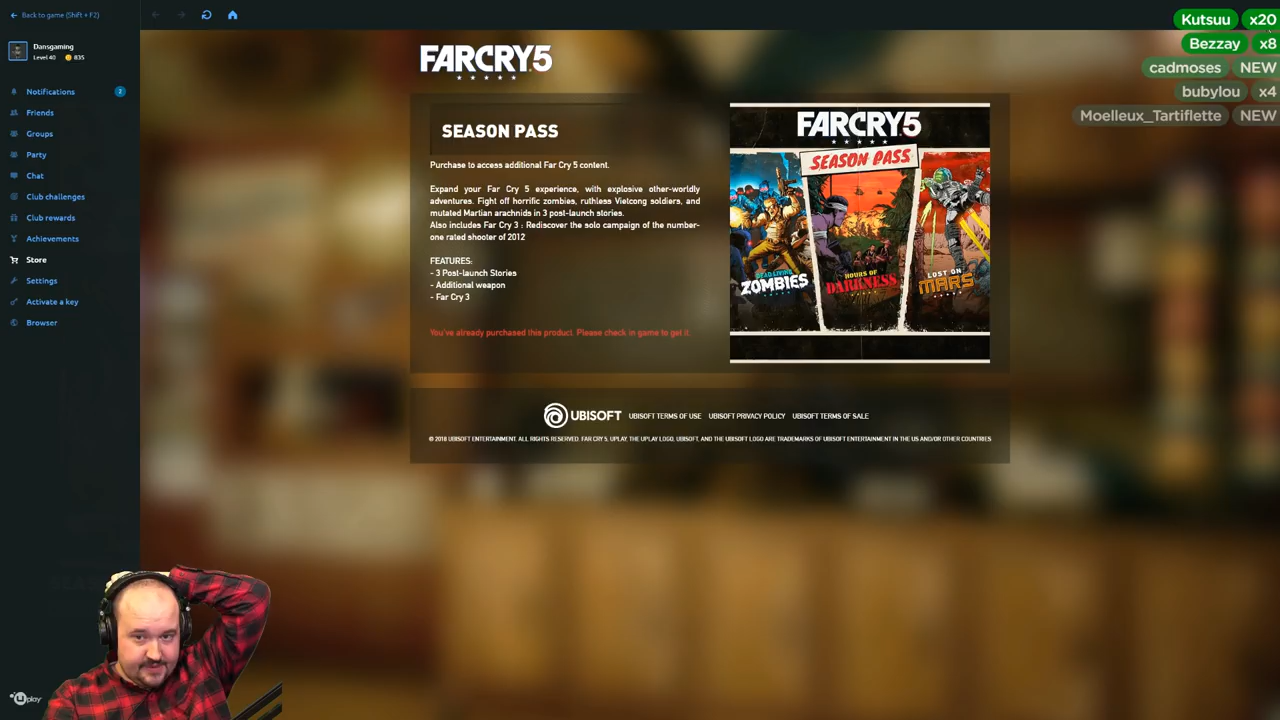 Back to game (Shift + F2)
Dansgaming
Level 40 835
Notifications 2
Friends
Groups
Party
Chat
Club challenges
Club rewards
Achievements
Store
Settings
Activate a key
Browser
uplay
FARCRY5
SEASON PASS
Purchase to access additional Far Cry 5 content.
Expand your Far Cry 5 experience, with explosive other-worldly
adventures. Fight off horrific zombies, ruthless Vietcong soldiers, and
mutated Martian arachnids in 3 post-launch stories.
Also includes Far Cry 3 : Rediscover the solo campaign of the number-
one rated shooter of 2012
FEATURES:
- 3 Post-launch Stories
- Additional weapon
- Far Cry 3
You've already purchased this product. Please check in game to get it.
FARCRY5
SEASON PASS
DEAD LIVING
ZOMBIES
HOURS OF
DARKNESS
LOST ON
MARS
UBISOFT UBISOFT TERMS OF USE UBISOFT PRIVACY POLICY UBISOFT TERMS OF SALE
© 2018 UBISOFT ENTERTAINMENT. ALL RIGHTS RESERVED. FAR CRY 5, UPLAY, THE UPLAY LOGO, UBISOFT, AND THE UBISOFT LOGO ARE TRADEMARKS OF UBISOFT ENTERTAINMENT IN THE US AND/OR OTHER COUNTRIES
Kutsuu x20
Bezzay x8
cadmoses NEW
bubylou x4
Moelleux_Tartiflette NEW